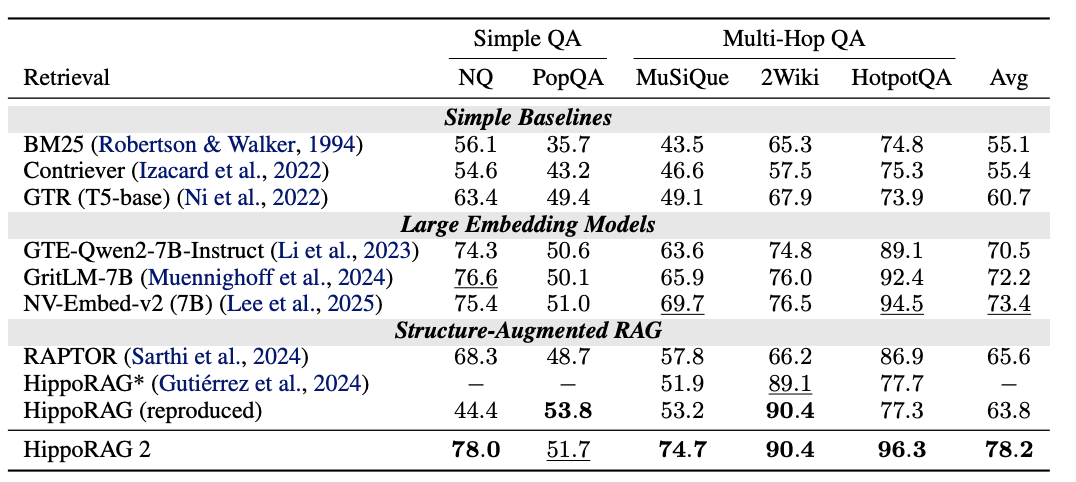 Simple QA Multi-Hop QA
Retrieval NQ PopQA MuSiQue 2Wiki HotpotQA Avg
Simple Baselines
BM25 (Robertson & Walker, 1994) 56.1 35.7 43.5 65.3 74.8 55.1
Contriever (Izacard et al., 2022) 54.6 43.2 46.6 57.5 75.3 55.4
GTR (T5-base) (Ni et al., 2022) 63.4 49.4 49.1 67.9 73.9 60.7
Large Embedding Models
GTE-Qwen2-7B-Instruct (Li et al., 2023) 74.3 50.6 63.6 74.8 89.1 70.5
GritLM-7B (Muennighoff et al., 2024) 76.6 50.1 65.9 76.0 92.4 72.2
NV-Embed-v2 (7B) (Lee et al., 2025) 75.4 51.0 69.7 76.5 94.5 73.4
Structure-Augmented RAG
RAPTOR (Sarthi et al., 2024) 68.3 48.7 57.8 66.2 86.9 65.6
HippoRAG* (Gutiérrez et al., 2024) – – 51.9 89.1 77.7 –
HippoRAG (reproduced) 44.4 53.8 53.2 90.4 77.3 63.8
HippoRAG 2 78.0 51.7 74.7 90.4 96.3 78.2